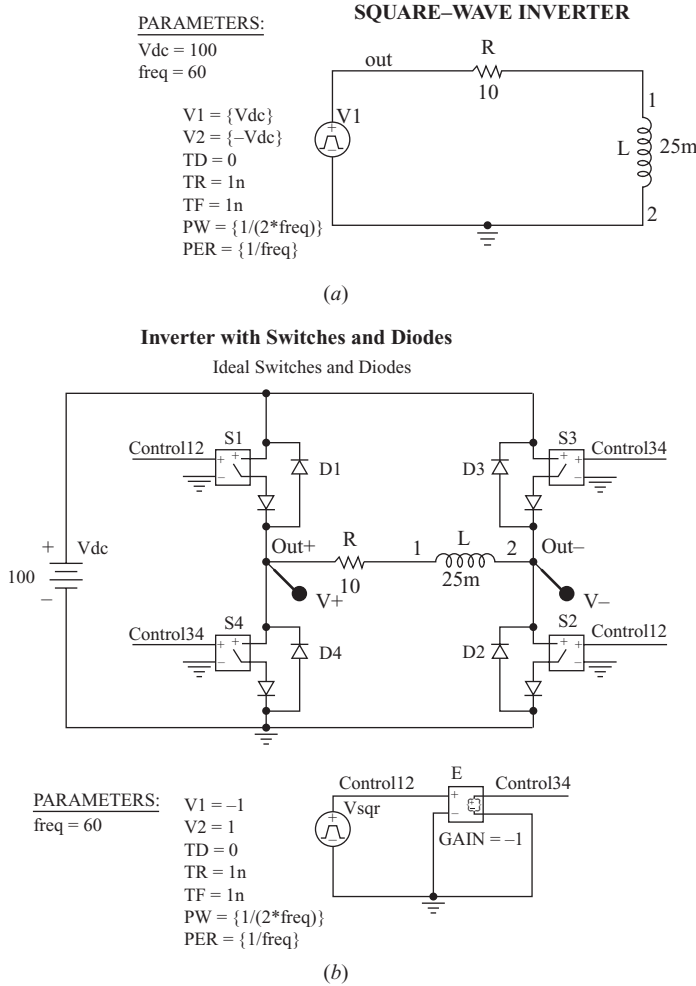 SQUARE–WAVE INVERTER
PARAMETERS:
Vdc = 100
freq = 60
out
R
10
V1
V1 = {Vdc}
V2 = {–Vdc}
TD = 0
TR = 1n
TF = 1n
PW = {1/(2*freq)}
PER = {1/freq}
+
–
1
L
25m
2
(a)
Inverter with Switches and Diodes
Ideal Switches and Diodes
Control12
S1
+ +
–
D1
D3
S3
Control34
+ +
–
+
Vdc
100
–
Out+
R
10
1
L
25m
2
Out–
V+
V–
Control34
S4
+ +
–
D4
D2
S2
Control12
+ +
–
PARAMETERS:
freq = 60
V1 = –1
V2 = 1
TD = 0
TR = 1n
TF = 1n
PW = {1/(2*freq)}
PER = {1/freq}
Control12
E
Control34
Vsqr
+
–
+
–
+
–
GAIN = –1
(b)